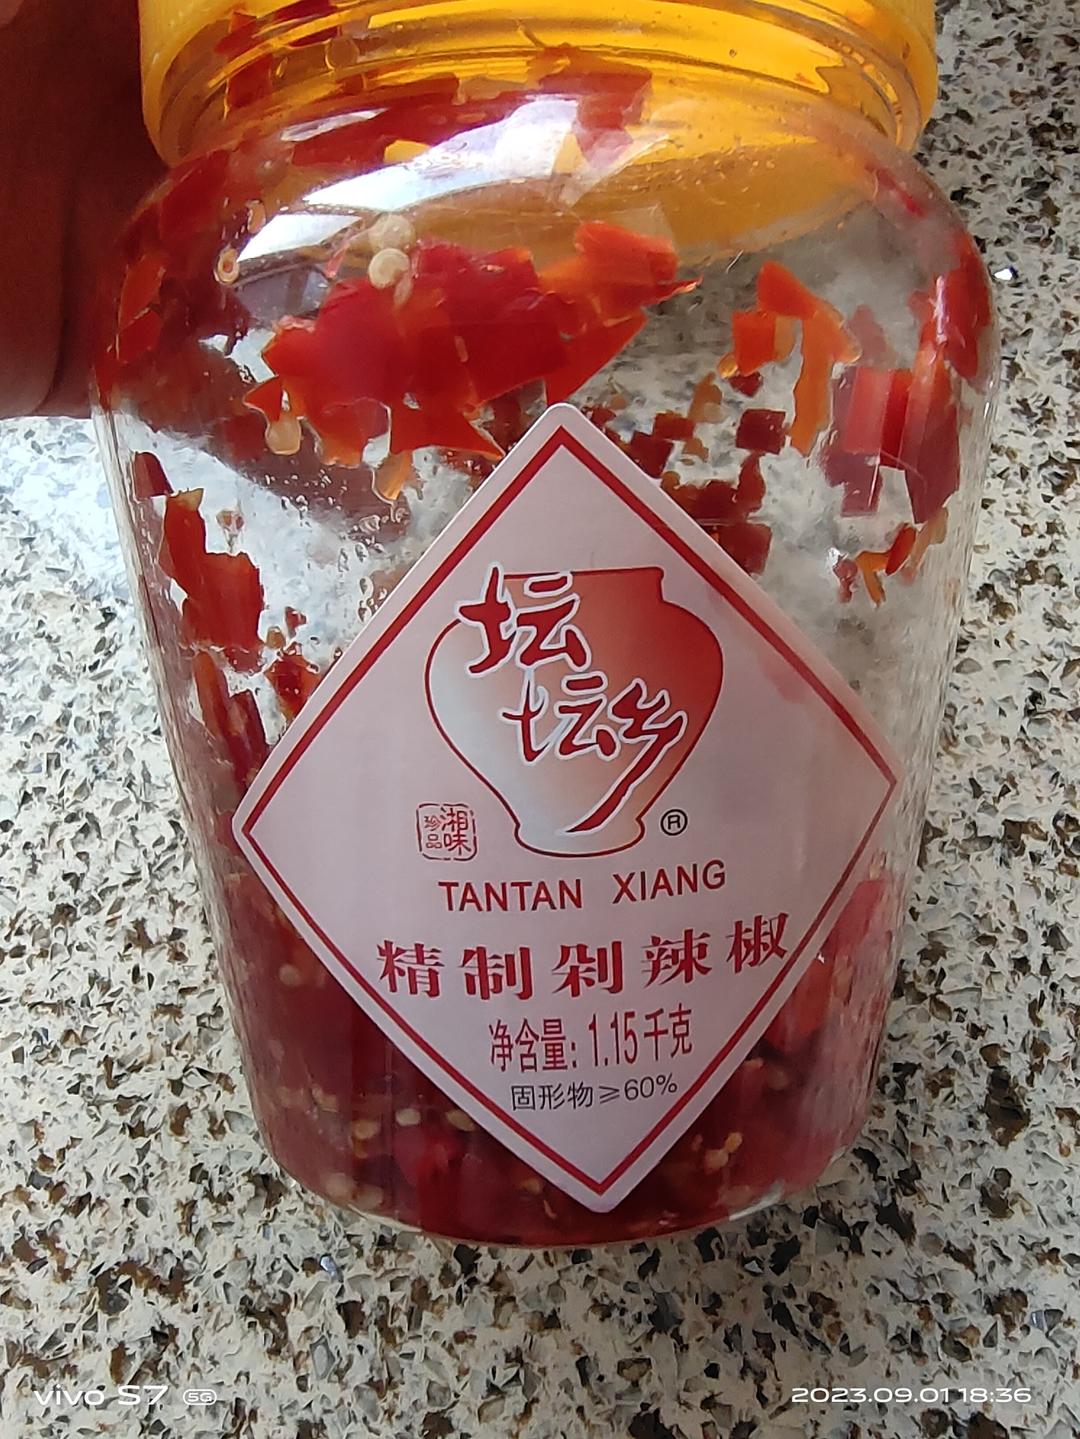 坛
坛乡
湘味
珍品
®
TANTAN XIANG
精制剁辣椒
净含量:1.15千克
固形物≥60%
vivo S7 5G
2023.09.01 18:36